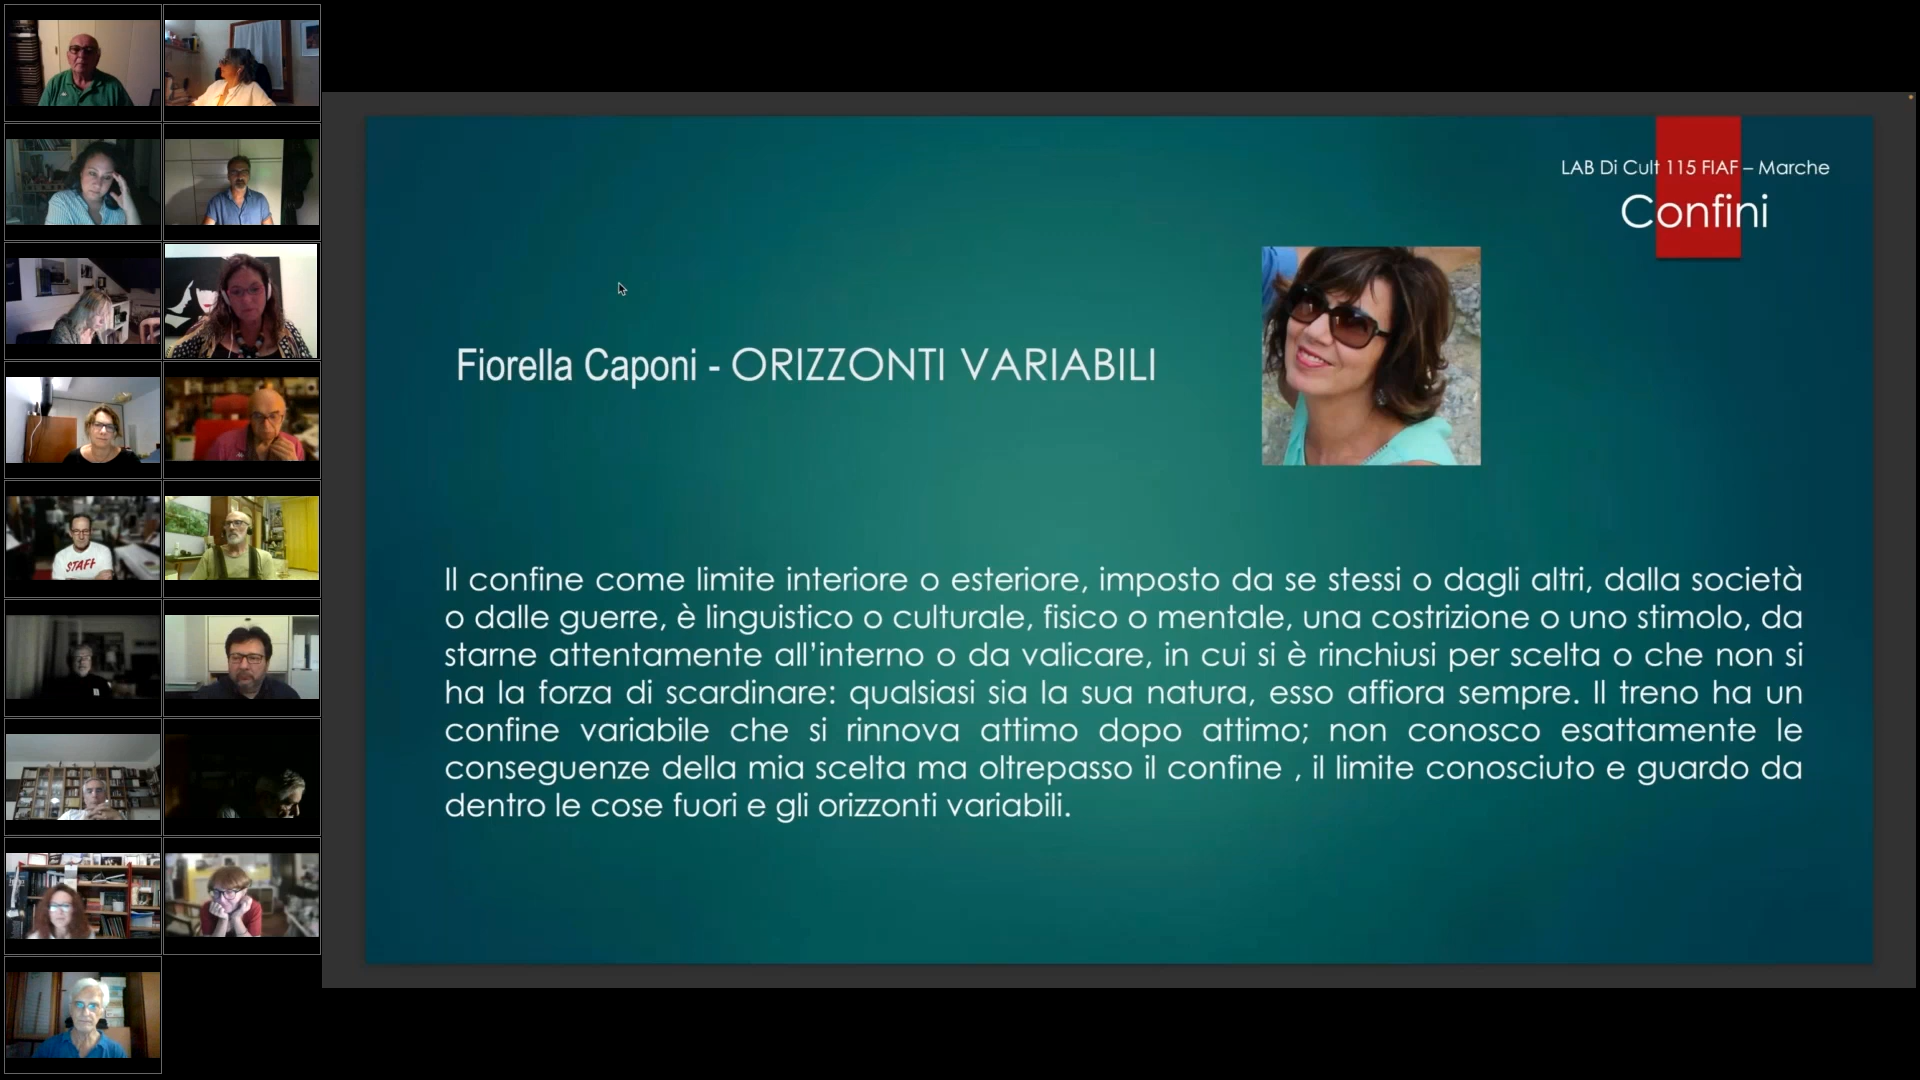 LAB Di Cult 115 FIAF – Marche
Confini
Fiorella Caponi - ORIZZONTI VARIABILI
Il confine come limite interiore o esteriore, imposto da se stessi o dagli altri, dalla società
o dalle guerre, è linguistico o culturale, fisico o mentale, una costrizione o uno stimolo, da
starne attentamente all’interno o da valicare, in cui si è rinchiusi per scelta o che non si
ha la forza di scardinare: qualsiasi sia la sua natura, esso affiora sempre. Il treno ha un
confine variabile che si rinnova attimo dopo attimo; non conosco esattamente le
conseguenze della mia scelta ma oltrepasso il confine , il limite conosciuto e guardo da
dentro le cose fuori e gli orizzonti variabili.
STAFF